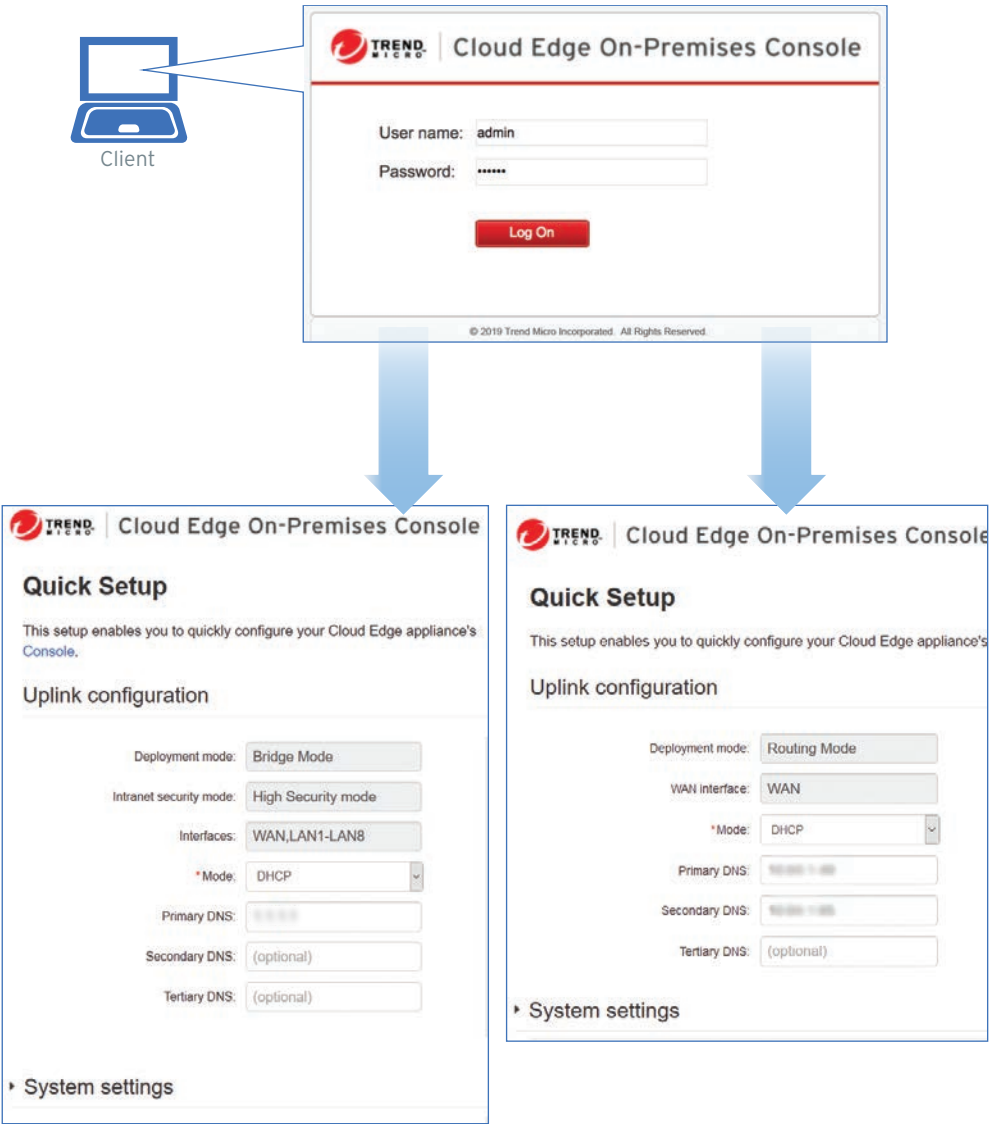 TREND MICRO Cloud Edge On-Premises Console
Client
User name: admin
Password: ••••••
Log On
© 2019 Trend Micro Incorporated. All Rights Reserved.
TREND MICRO Cloud Edge On-Premises Console
Quick Setup
This setup enables you to quickly configure your Cloud Edge appliance's
Console.
Uplink configuration
Deployment mode: Bridge Mode
Intranet security mode: High Security mode
Interfaces: WAN,LAN1-LAN8
*Mode: DHCP
Primary DNS:
Secondary DNS: (optional)
Tertiary DNS: (optional)
System settings
TREND MICRO Cloud Edge On-Premises Console
Quick Setup
This setup enables you to quickly configure your Cloud Edge appliance's
Uplink configuration
Deployment mode: Routing Mode
WAN interface: WAN
*Mode: DHCP
Primary DNS:
Secondary DNS:
Tertiary DNS: (optional)
System settings